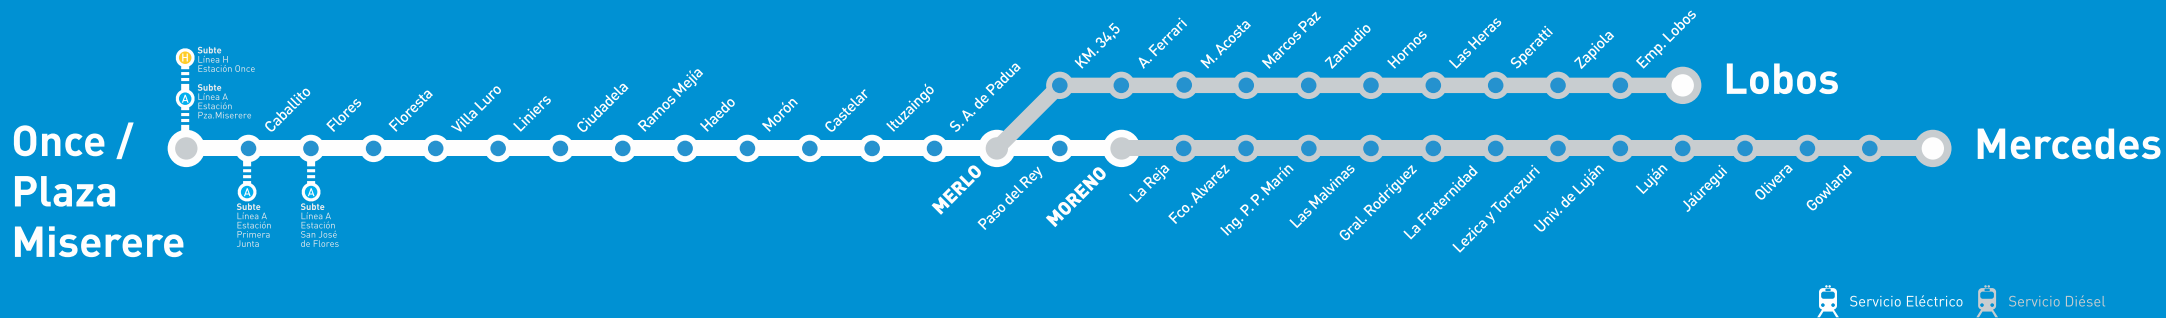 Subte
Línea H
Estación Once
Subte
Línea A
Estación
Pza.Miserere
Once /
Plaza
Miserere
Caballito
Flores
Floresta
Villa Luro
Liniers
Ciudadela
Ramos Mejía
Haedo
Morón
Castelar
Ituzaingó
S. A. de Padua
MERLO
Paso del Rey
MORENO
KM. 34,5
A. Ferrari
M. Acosta
Marcos Paz
Zamudio
Hornos
Las Heras
Speratti
Zapiola
Emp. Lobos
Lobos
La Reja
Fco. Alvarez
Ing. P. P. Marín
Las Malvinas
Gral. Rodríguez
La Fraternidad
Lezica y Torrezuri
Univ. de Luján
Luján
Jáuregui
Olivera
Gowland
Mercedes
Subte
Línea A
Estación
Primera
Junta
Subte
Línea A
Estación
San José
de Flores
H
A
A
A
Servicio Eléctrico
Servicio Diésel